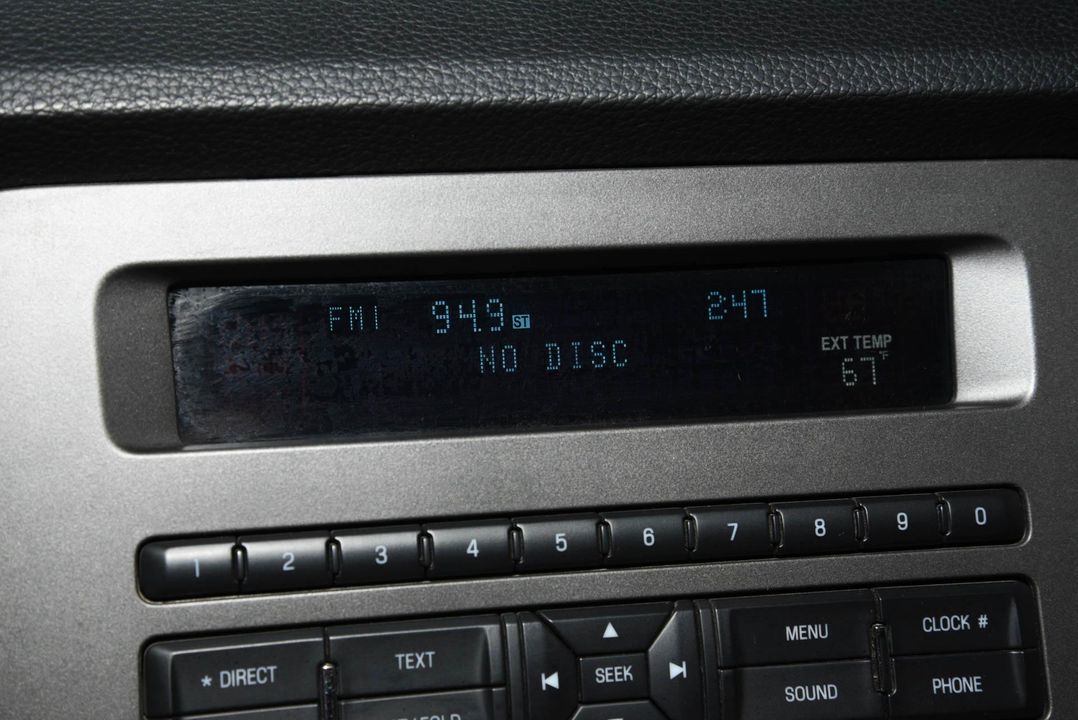 FM1 94.9 ST 2:47
NO DISC
EXT TEMP
67°F
1 2 3 4 5 6 7 8 9 0
* DIRECT TEXT MENU CLOCK #
SEEK
SOUND PHONE